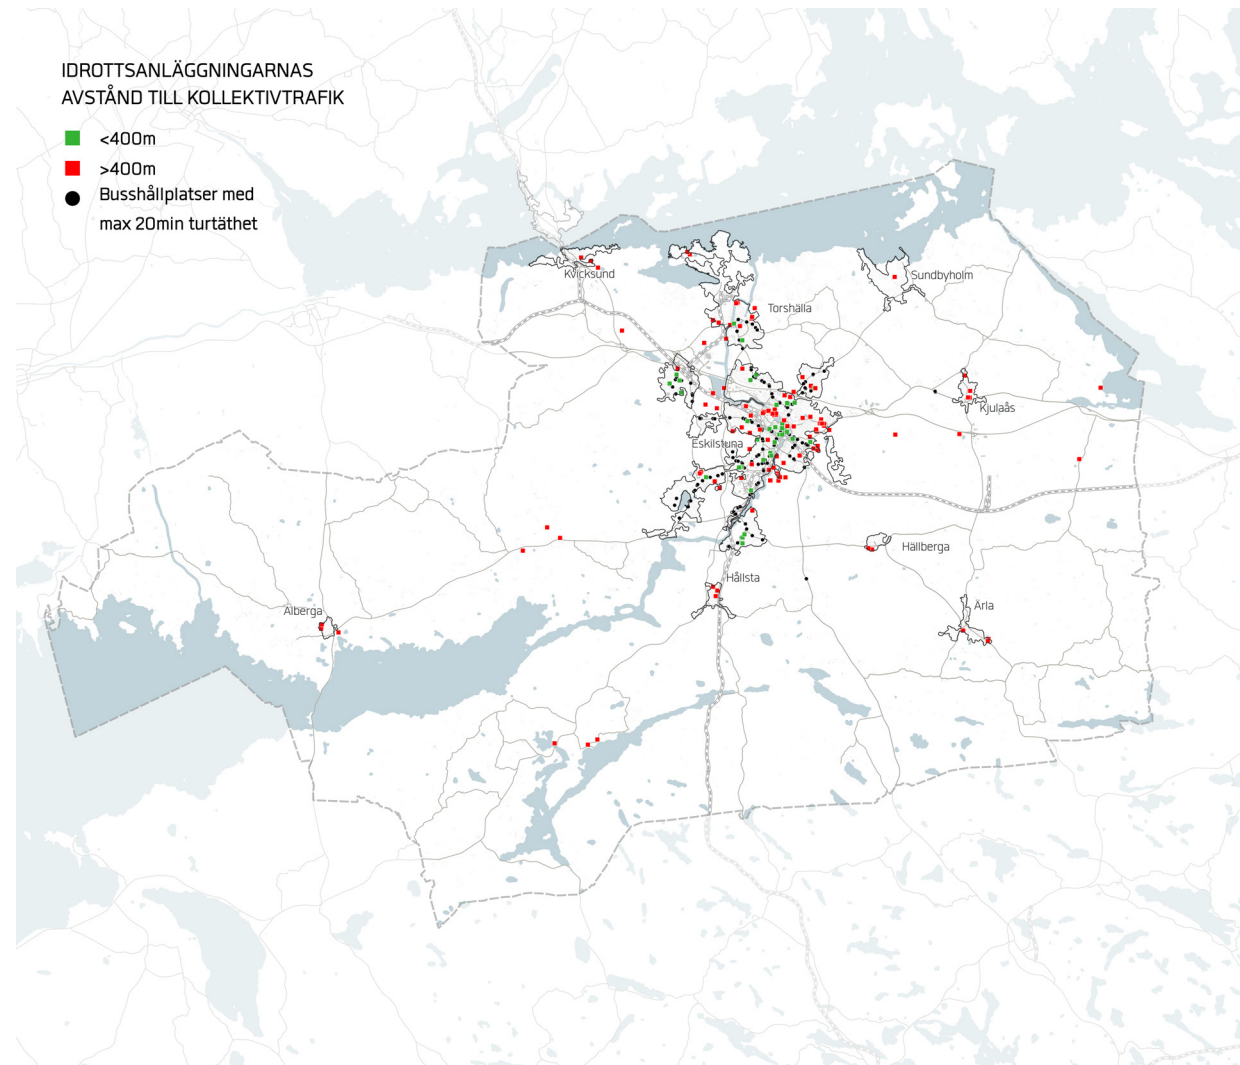 IDROTTSANLÄGGNINGARNAS
AVSTÅND TILL KOLLEKTIVTRAFIK
<400m
>400m
Busshållplatser med
max 20min turtäthet
Kvicksund
Sundbyholm
Torshälla
Kjulaås
Eskilstuna
Hällberga
Hållsta
Ärla
Alberga